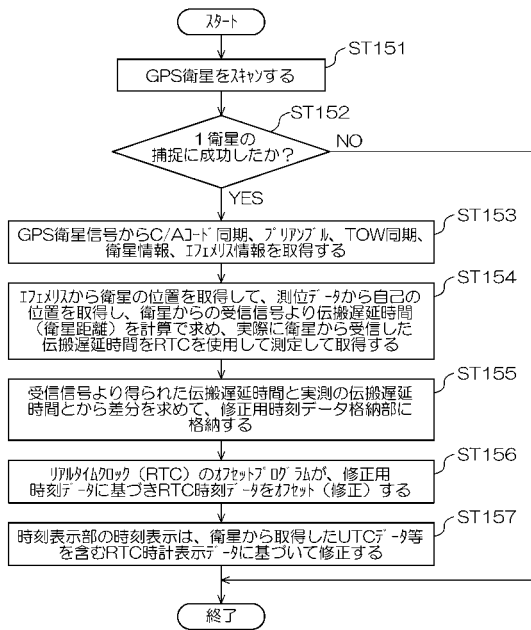 スタート
ST151
GPS衛星をスキャンする
ST152
1衛星の
捕捉に成功したか？
NO
YES
ST153
GPS衛星信号からC/Aコード同期、プリアンブル、TOW同期、
衛星情報、エフェメリス情報を取得する
ST154
エフェメリスから衛星の位置を取得して、測位データから自己の
位置を取得し、衛星からの受信信号より伝搬遅延時間
（衛星距離）を計算で求め、実際に衛星から受信した
伝搬遅延時間をRTCを使用して測定して取得する
ST155
受信信号より得られた伝搬遅延時間と実測の伝搬遅延
時間とから差分を求めて、修正用時刻データ格納部に
格納する
ST156
リアルタイムクロック（RTC）のオフセットプログラムが、修正用
時刻データに基づきRTC時刻データをオフセット（修正）する
ST157
時刻表示部の時刻表示は、衛星から取得したUTCデータ等
を含むRTC時計表示データに基づいて修正する
終了